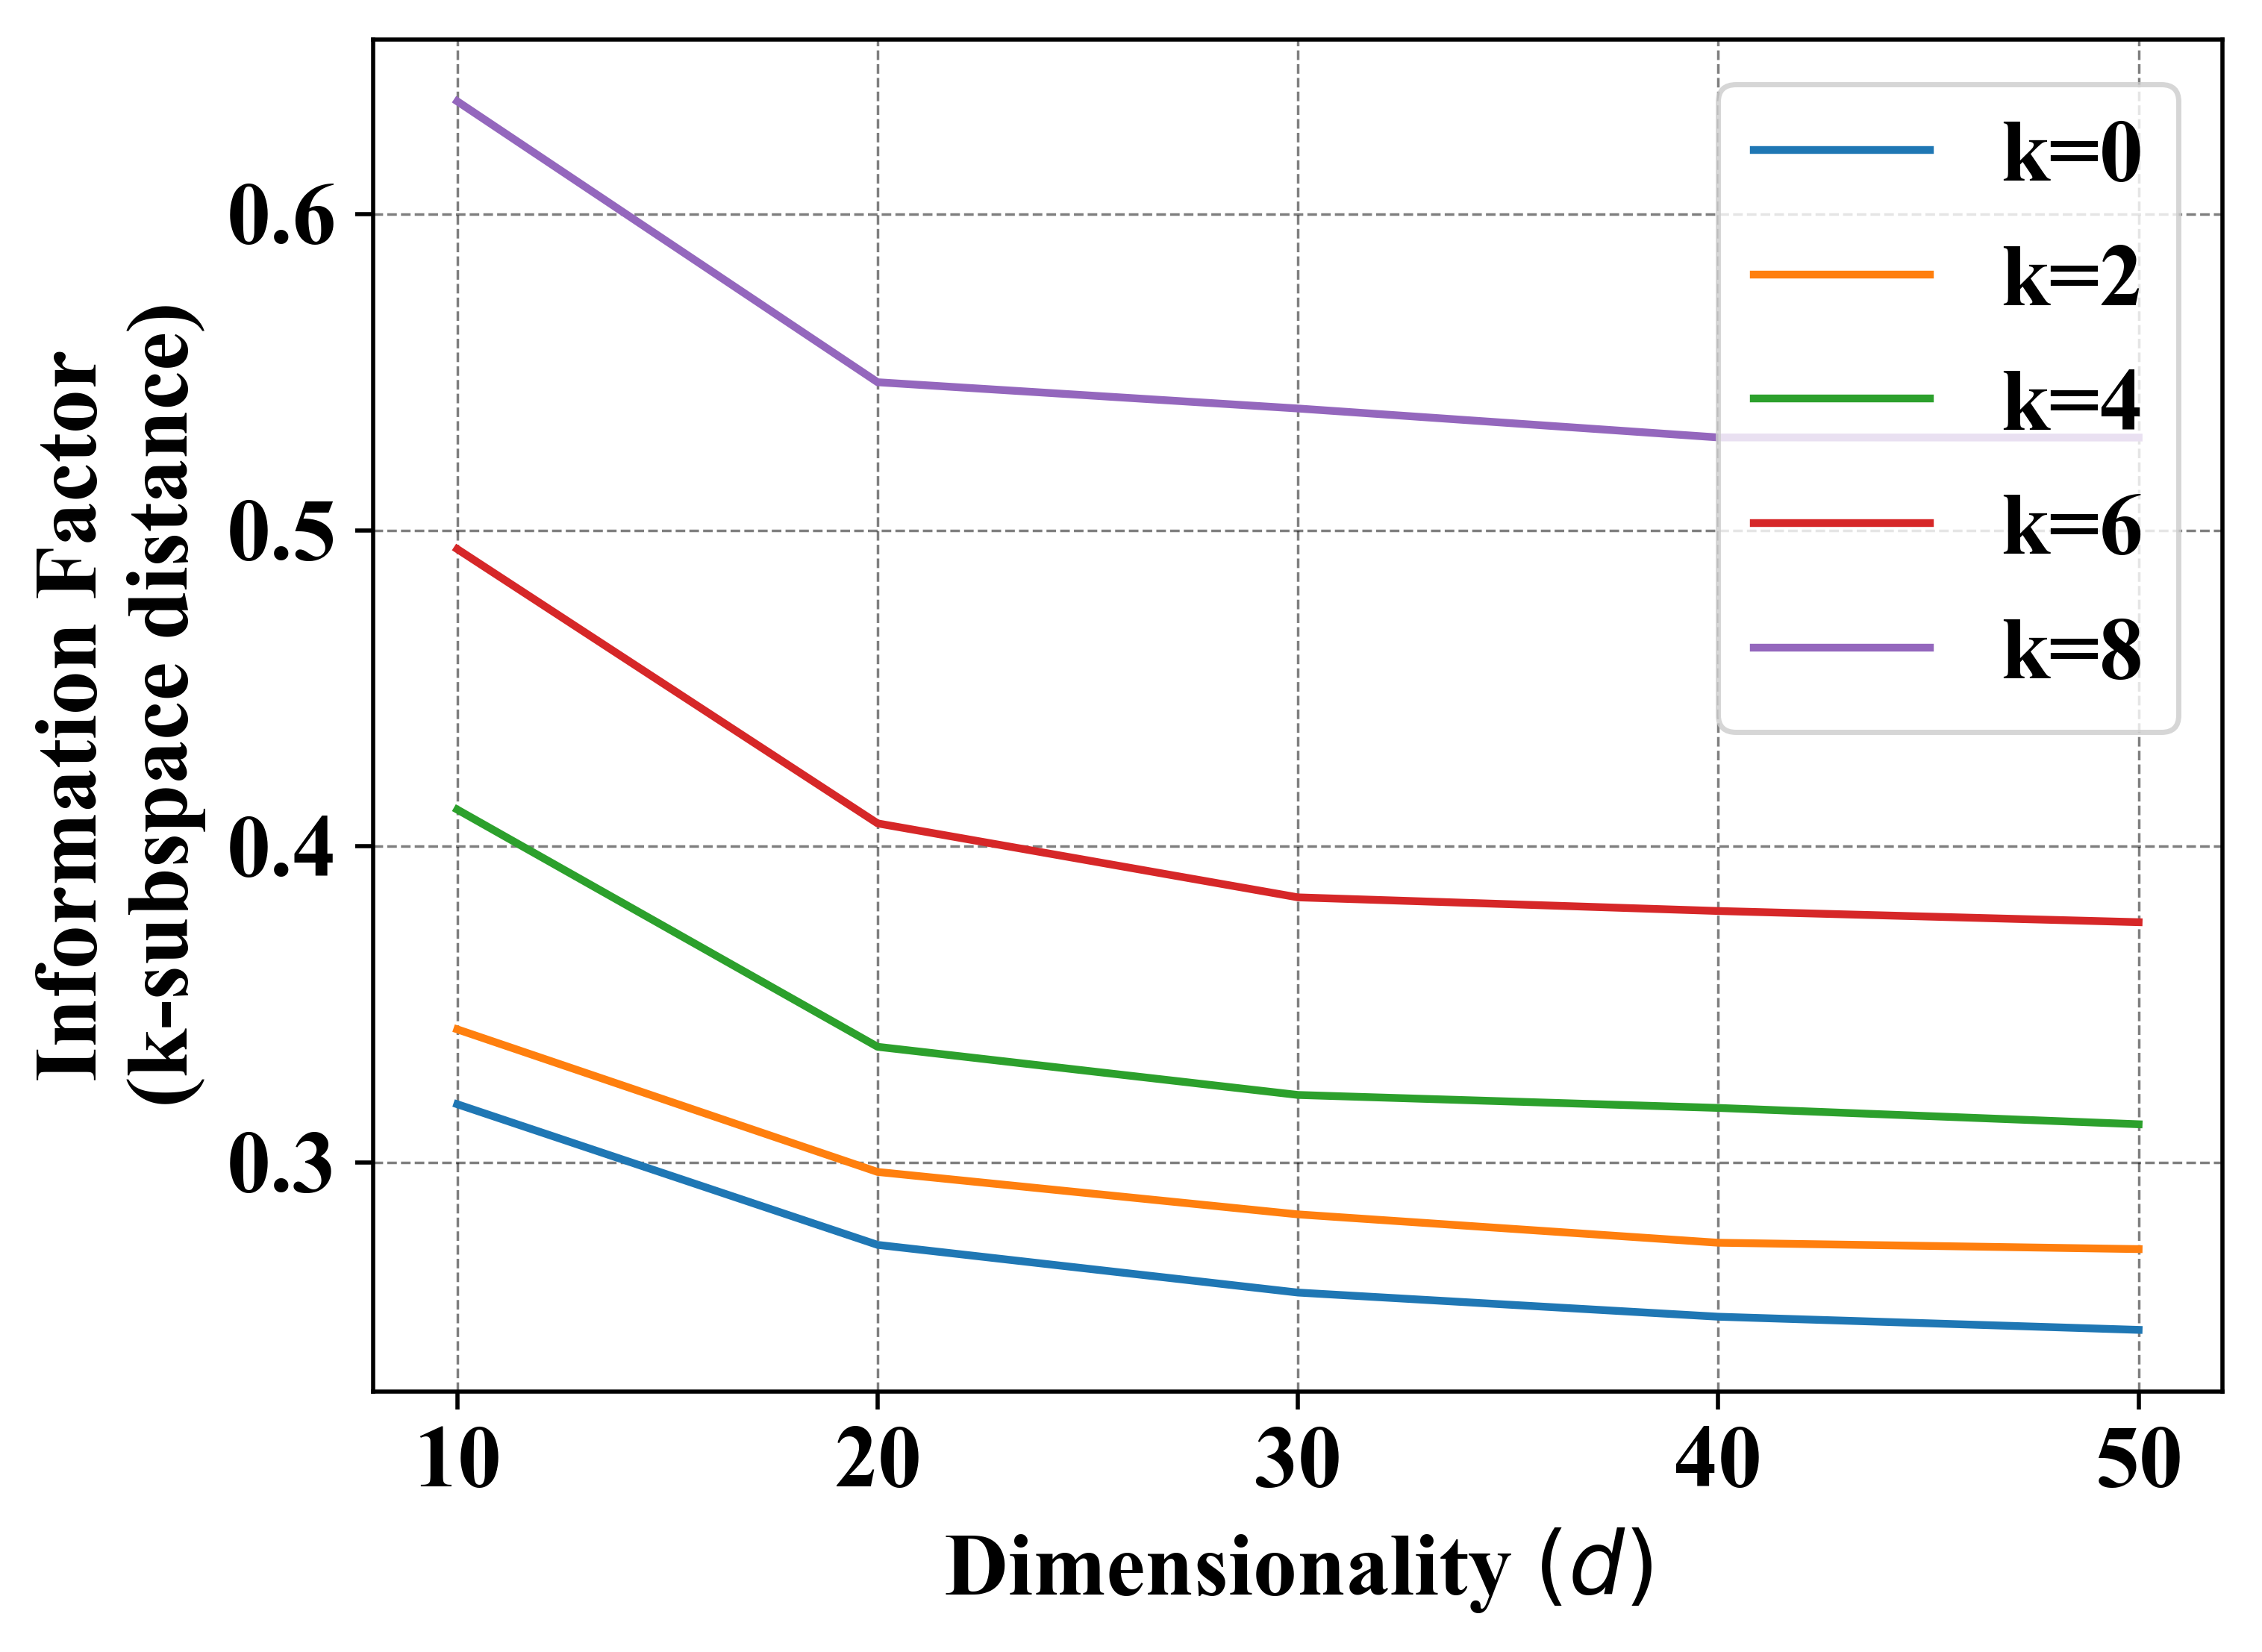 Information Factor
(k-subspace distance)
0.6
0.5
0.4
0.3
k=0
k=2
k=4
k=6
k=8
10 20 30 40 50
Dimensionality (d)